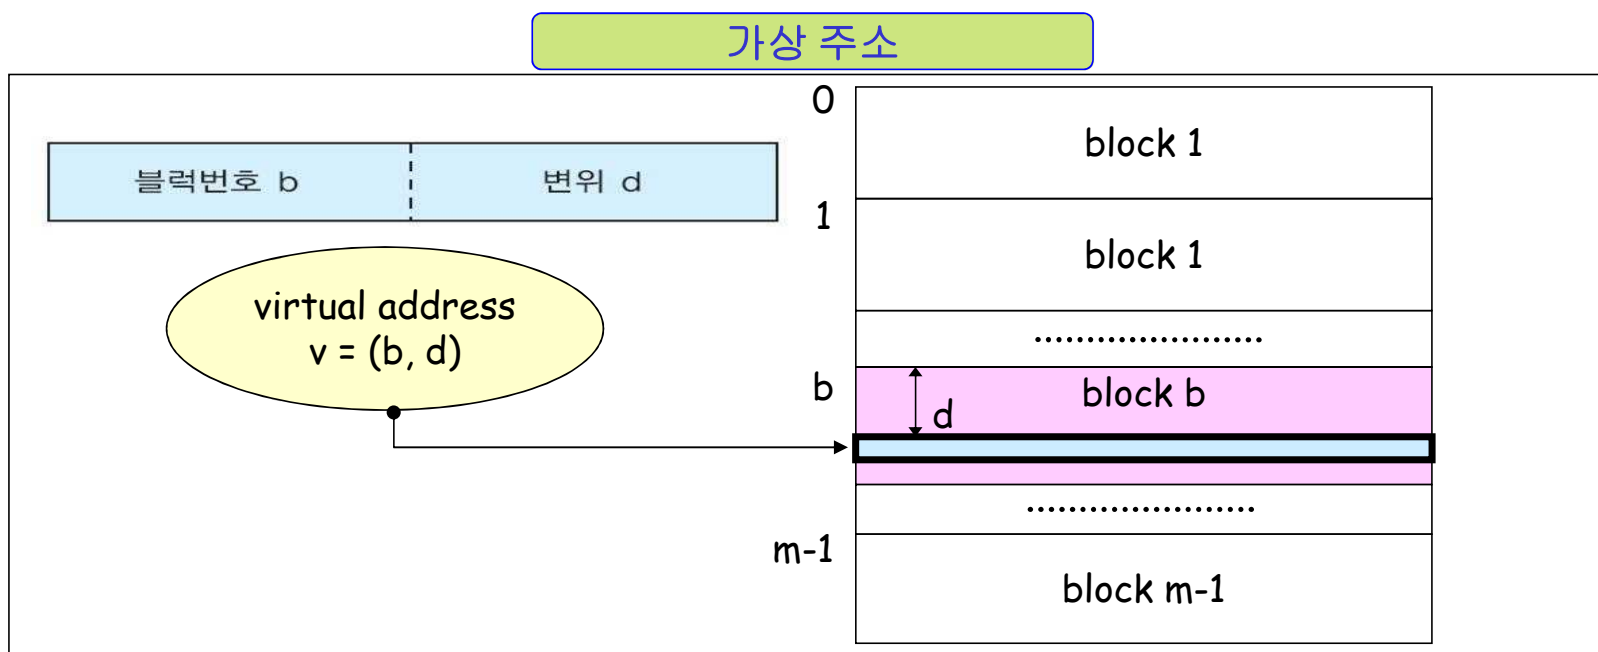 가상 주소
블럭번호 b
변위 d
virtual address
v = (b, d)
0
block 1
1
block 1
......................
b
block b
d
......................
m-1
block m-1